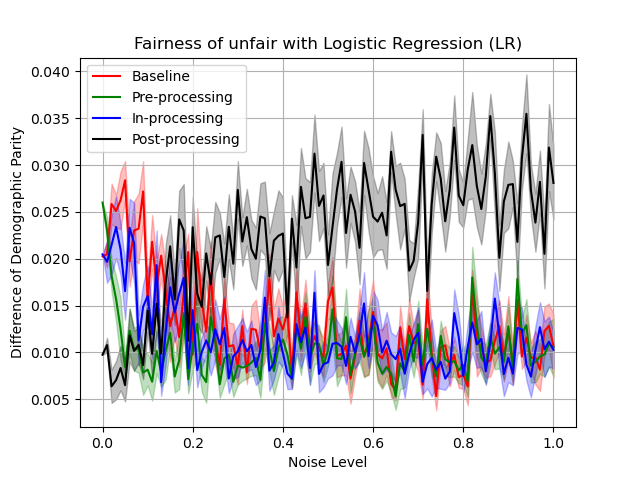 Fairness of unfair with Logistic Regression (LR)
Baseline
Pre-processing
In-processing
Post-processing
Difference of Demographic Parity
0.040
0.035
0.030
0.025
0.020
0.015
0.010
0.005
0.0 0.2 0.4 0.6 0.8 1.0
Noise Level